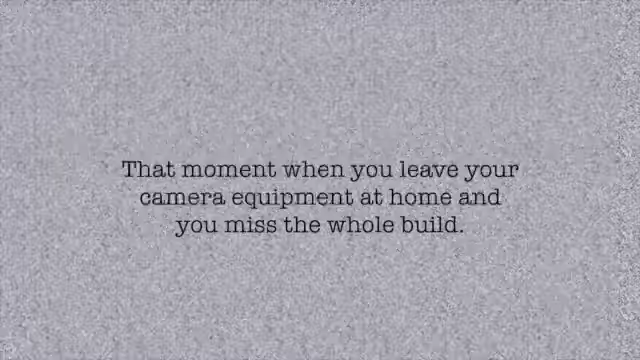 That moment when you leave your
camera equipment at home and
you miss the whole build.